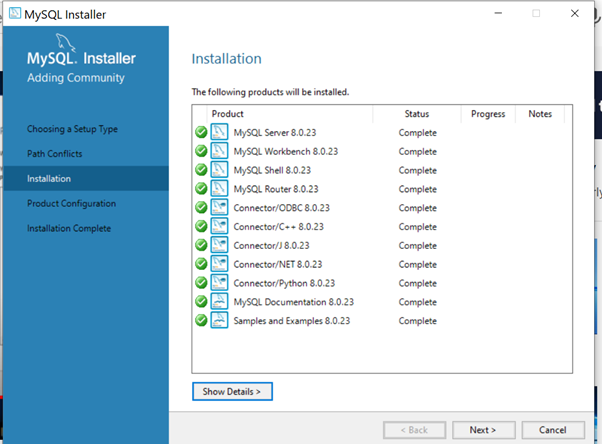 MySQL Installer
MySQL. Installer
Adding Community
Choosing a Setup Type
Path Conflicts
Installation
Product Configuration
Installation Complete
Installation
The following products will be installed.
Product Status Progress Notes
MySQL Server 8.0.23 Complete
MySQL Workbench 8.0.23 Complete
MySQL Shell 8.0.23 Complete
MySQL Router 8.0.23 Complete
Connector/ODBC 8.0.23 Complete
Connector/C++ 8.0.23 Complete
Connector/J 8.0.23 Complete
Connector/NET 8.0.23 Complete
Connector/Python 8.0.23 Complete
MySQL Documentation 8.0.23 Complete
Samples and Examples 8.0.23 Complete
Show Details >
< Back Next > Cancel